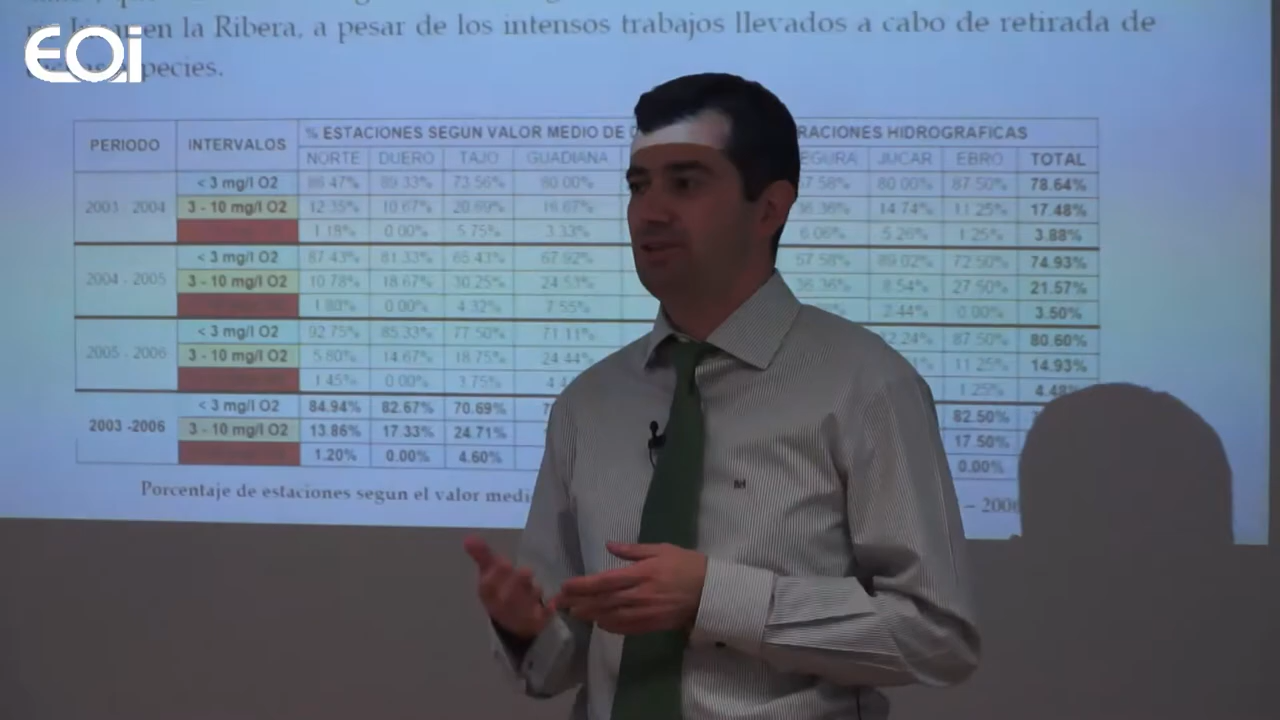 en la Ribera, a pesar de los intensos trabajos llevados a cabo de retirada de
EOi
species.
PERIODO INTERVALOS % ESTACIONES SEGUN VALOR MEDIO DE RACIONES HIDROGRAFICAS
NORTE DUERO TAJO GUADIANA EGURA JUCAR EBRO TOTAL
2003 - 2004 < 3 mg/l O2 86.47% 89.33% 73.56% 80.00% 57.58% 80.00% 87.50% 78.64%
3 - 10 mg/l O2 12.35% 10.67% 20.69% 16.67% 36.36% 14.74% 11.25% 17.48%
1.18% 0.00% 5.75% 3.33% 6.06% 5.26% 1.25% 3.88%
2004 - 2005 < 3 mg/l O2 87.43% 81.33% 65.43% 67.92% 57.58% 89.02% 72.50% 74.93%
3 - 10 mg/l O2 10.78% 18.67% 30.25% 24.53% 36.36% 8.54% 27.50% 21.57%
1.80% 0.00% 4.32% 7.55% 2.44% 0.00% 3.50%
2005 - 2006 < 3 mg/l O2 92.75% 85.33% 77.50% 71.11% 2.24% 87.50% 80.60%
3 - 10 mg/l O2 5.80% 14.67% 18.75% 24.44% 11.25% 14.93%
1.45% 0.00% 3.75% 4.4 1.25% 4.48%
2003 -2006 < 3 mg/l O2 84.94% 82.67% 70.69% 82.50%
3 - 10 mg/l O2 13.86% 17.33% 24.71% 17.50%
1.20% 0.00% 4.60% 0.00%
Porcentaje de estaciones segun el valor medi – 2006